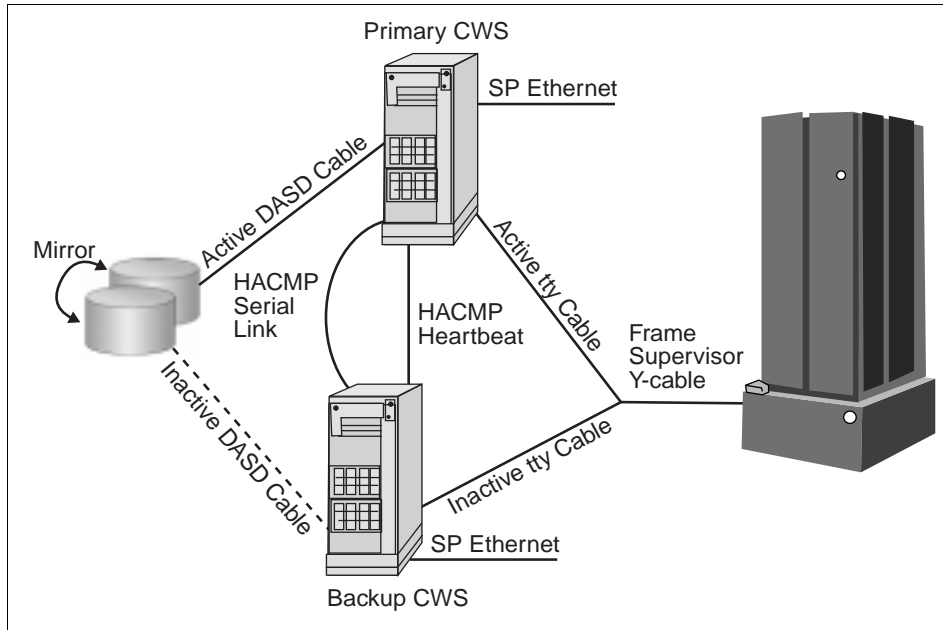 Primary CWS
SP Ethernet
Active DASD Cable
Mirror
HACMP
Serial
Link
HACMP
Heartbeat
Active tty Cable
Frame
Supervisor
Y-cable
Inactive DASD Cable
Inactive tty Cable
SP Ethernet
Backup CWS